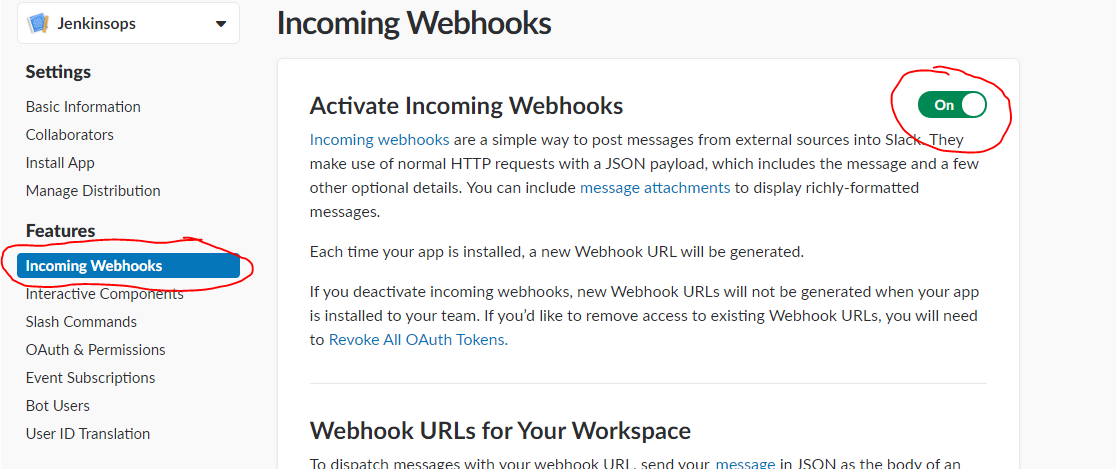 Jenkinsops
Settings
Basic Information
Collaborators
Install App
Manage Distribution
Features
Incoming Webhooks
Interactive Components
Slash Commands
OAuth & Permissions
Event Subscriptions
Bot Users
User ID Translation
Incoming Webhooks
Activate Incoming Webhooks
On
Incoming webhooks are a simple way to post messages from external sources into Slack. They
make use of normal HTTP requests with a JSON payload, which includes the message and a few
other optional details. You can include message attachments to display richly-formatted
messages.
Each time your app is installed, a new Webhook URL will be generated.
If you deactivate incoming webhooks, new Webhook URLs will not be generated when your app
is installed to your team. If you’d like to remove access to existing Webhook URLs, you will need
to Revoke All OAuth Tokens.
Webhook URLs for Your Workspace
To dispatch messages with your webhook URL, send your message in JSON as the body of an